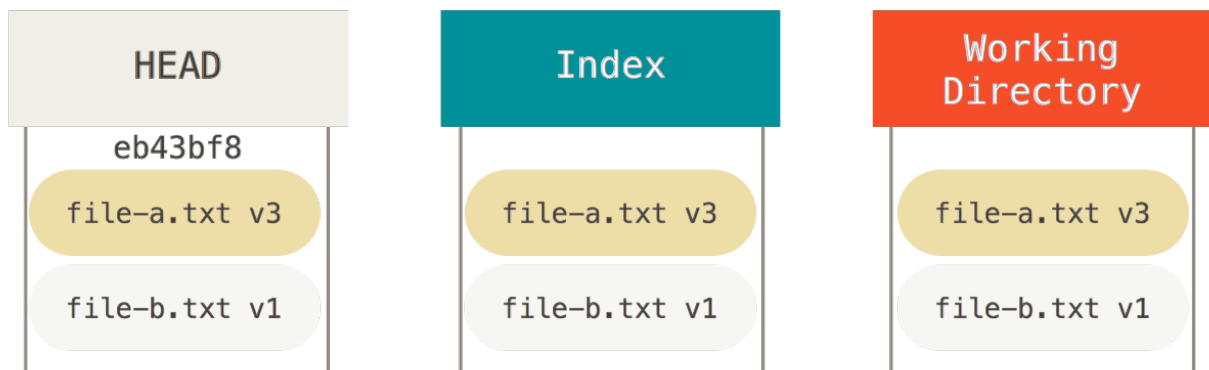 HEAD
Index
Working
Directory
eb43bf8
file-a.txt v3
file-a.txt v3
file-a.txt v3
file-b.txt v1
file-b.txt v1
file-b.txt v1